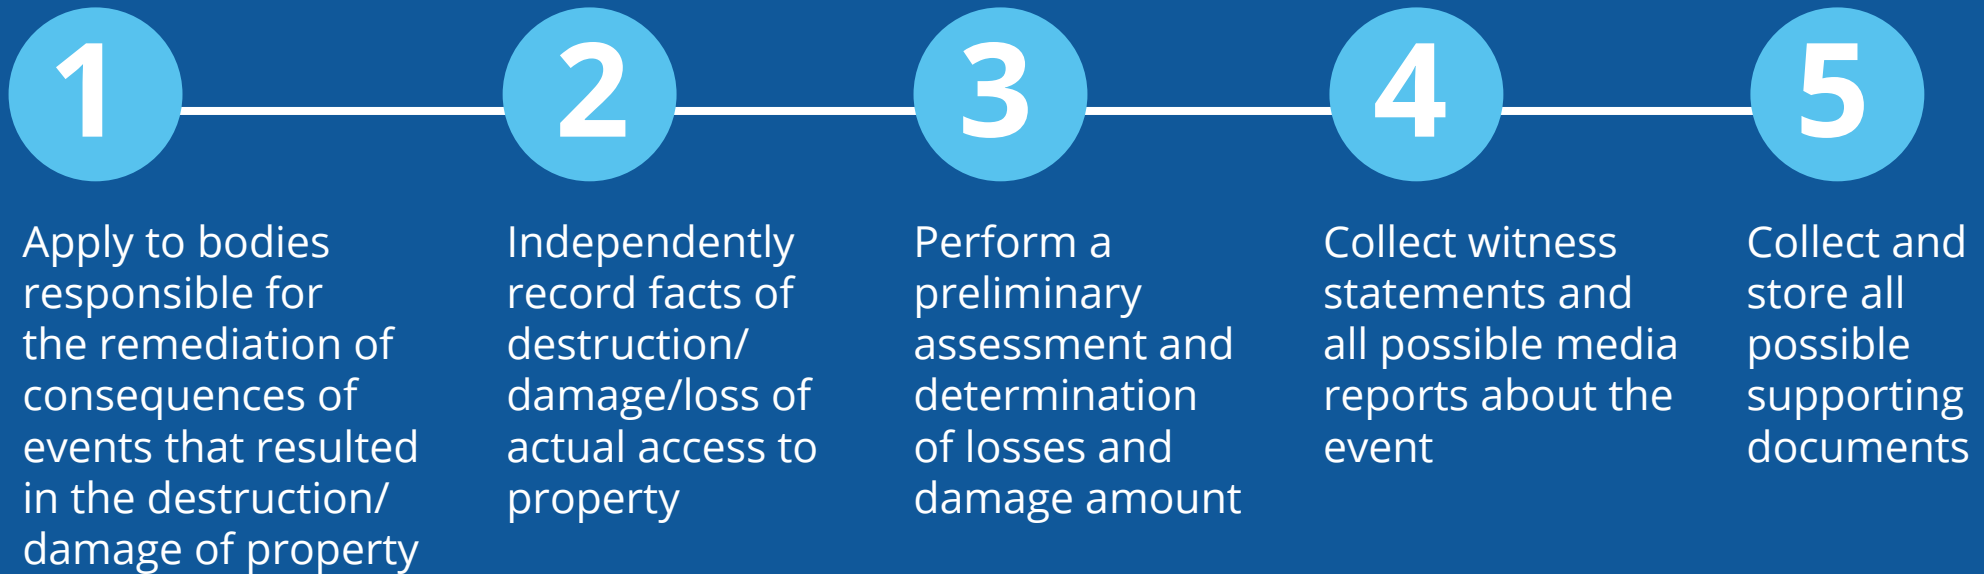 1
Apply to bodies
responsible for
the remediation of
consequences of
events that resulted
in the destruction/
damage of property
2
Independently
record facts of
destruction/
damage/loss of
actual access to
property
3
Perform a
preliminary
assessment and
determination
of losses and
damage amount
4
Collect witness
statements and
all possible media
reports about the
event
5
Collect and
store all
possible
supporting
documents